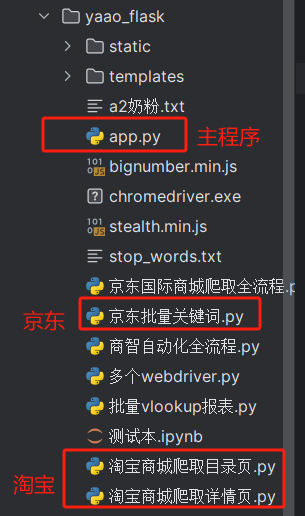 yaao_flask
static
templates
a2奶粉.txt
app.py 主程序
bignumber.min.js
chromedriver.exe
stealth.min.js
stop_words.txt
京东国际商城爬取全流程.p
京东 京东批量关键词.py
商智自动化全流程.py
多个webdriver.py
批量vlookup报表.py
测试本.ipynb
淘宝 淘宝商城爬取目录页.py
淘宝商城爬取详情页.py